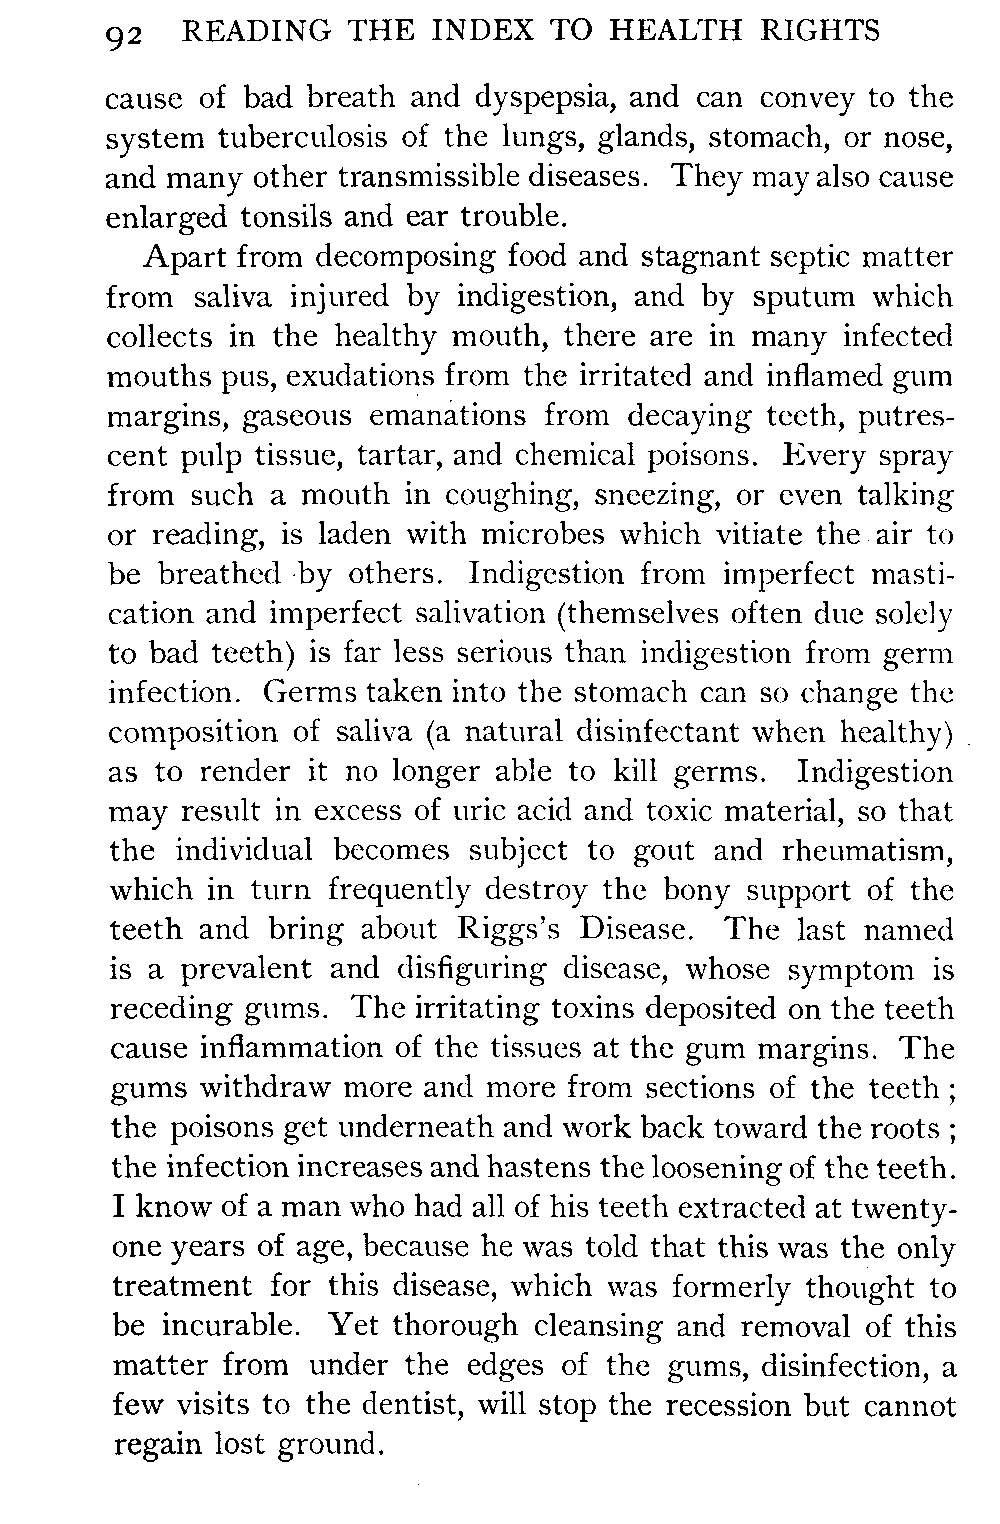 92 READING THE INDEX TO HEALTH RIGHTS
cause of bad breath and dyspepsia, and can convey to the
system tuberculosis of the lungs, glands, stomach, or nose,
and many other transmissible diseases. They may also cause
enlarged tonsils and ear trouble.
Apart from decomposing food and stagnant septic matter
from saliva injured by indigestion, and by sputum which
collects in the healthy mouth, there are in many infected
mouths pus, exudations from the irritated and inflamed gum
margins, gaseous emanations from decaying teeth, putres-
cent pulp tissue, tartar, and chemical poisons. Every spray
from such a mouth in coughing, sneezing, or even talking
or reading, is laden with microbes which vitiate the air to
be breathed by others. Indigestion from imperfect masti-
cation and imperfect salivation (themselves often due solely
to bad teeth) is far less serious than indigestion from germ
infection. Germs taken into the stomach can so change the
composition of saliva (a natural disinfectant when healthy)
as to render it no longer able to kill germs. Indigestion
may result in excess of uric acid and toxic material, so that
the individual becomes subject to gout and rheumatism,
which in turn frequently destroy the bony support of the
teeth and bring about Riggs's Disease. The last named
is a prevalent and disfiguring disease, whose symptom is
receding gums. The irritating toxins deposited on the teeth
cause inflammation of the tissues at the gum margins. The
gums withdraw more and more from sections of the teeth ;
the poisons get underneath and work back toward the roots ;
the infection increases and hastens the loosening of the teeth.
I know of a man who had all of his teeth extracted at twenty-
one years of age, because he was told that this was the only
treatment for this disease, which was formerly thought to
be incurable. Yet thorough cleansing and removal of this
matter from under the edges of the gums, disinfection, a
few visits to the dentist, will stop the recession but cannot
regain lost ground.